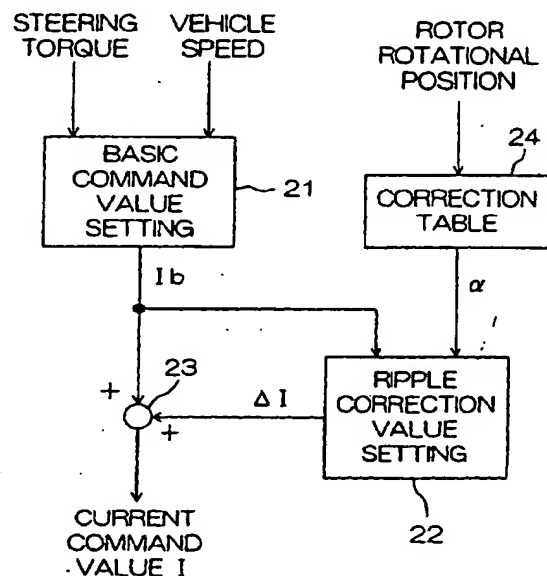 STEERING
TORQUE
VEHICLE
SPEED
ROTOR
ROTATIONAL
POSITION
BASIC
COMMAND
VALUE
SETTING
21
24
CORRECTION
TABLE
Ib
α
+
23
+
ΔI
RIPPLE
CORRECTION
VALUE
SETTING
22
CURRENT
COMMAND
VALUE I